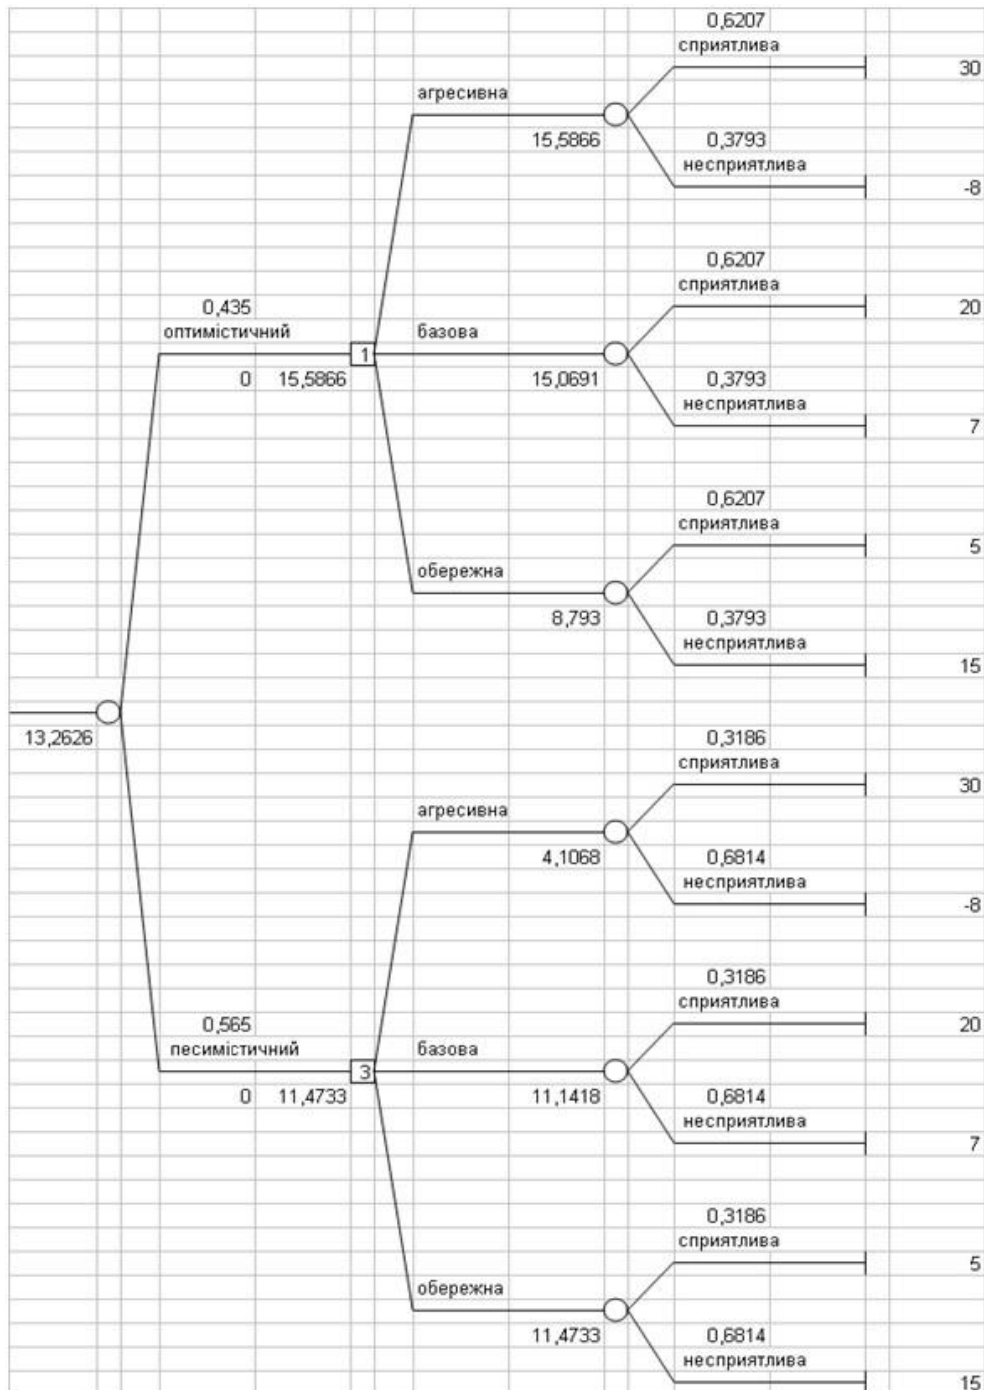 0,6207
сприятлива
30
агресивна
15,5866
0,3793
несприятлива
-8
0,6207
сприятлива
20
0,435
оптимістичний
базова
1
0 15,5866
15,0691
0,3793
несприятлива
7
0,6207
сприятлива
5
обережна
8,793
0,3793
несприятлива
15
13,2626
0,3186
сприятлива
30
агресивна
4,1068
0,6814
несприятлива
-8
0,3186
сприятлива
20
0,565
песимістичний
базова
3
0 11,4733
11,1418
0,6814
несприятлива
7
0,3186
сприятлива
5
обережна
11,4733
0,6814
несприятлива
15